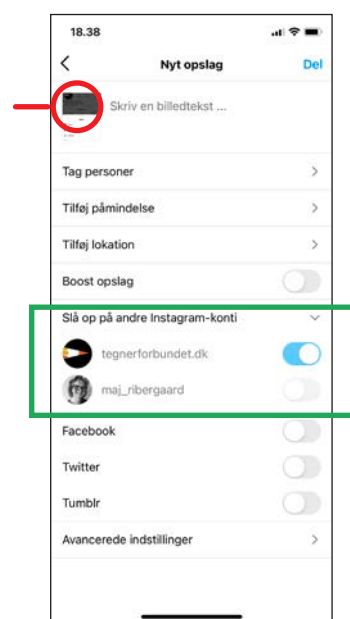 18.38
Nyt opslag
Del
Skriv en billedtekst ...
Tag personer
Tilføj påmindelse
Tilføj lokation
Boost opslag
Slå op på andre Instagram-konti
tegnerforbundet.dk
maj_ribergaard
Facebook
Twitter
Tumblr
Avancerede indstillinger